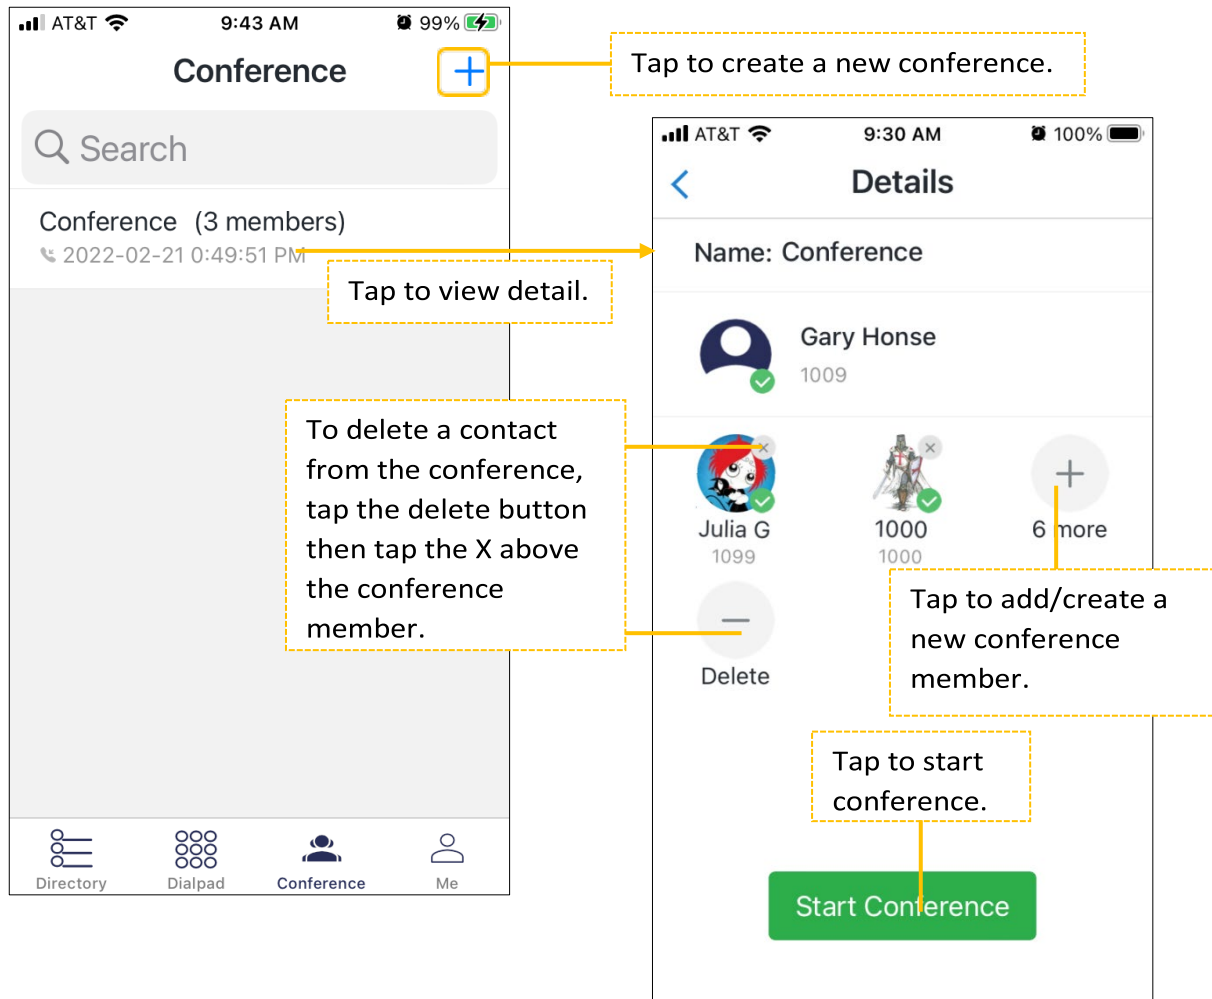 AT&T 9:43 AM 99%
Conference
Tap to create a new conference.
Search
Conference (3 members)
2022-02-21 0:49:51 PM
Tap to view detail.
To delete a contact
from the conference,
tap the delete button
then tap the X above
the conference
member.
Directory Dialpad Conference Me
AT&T 9:30 AM 100%
Details
Name: Conference
Gary Honse
1009
Julia G 1000 6 more
1099 1000
Tap to add/create a
new conference
member.
Delete
Tap to start
conference.
Start Conference